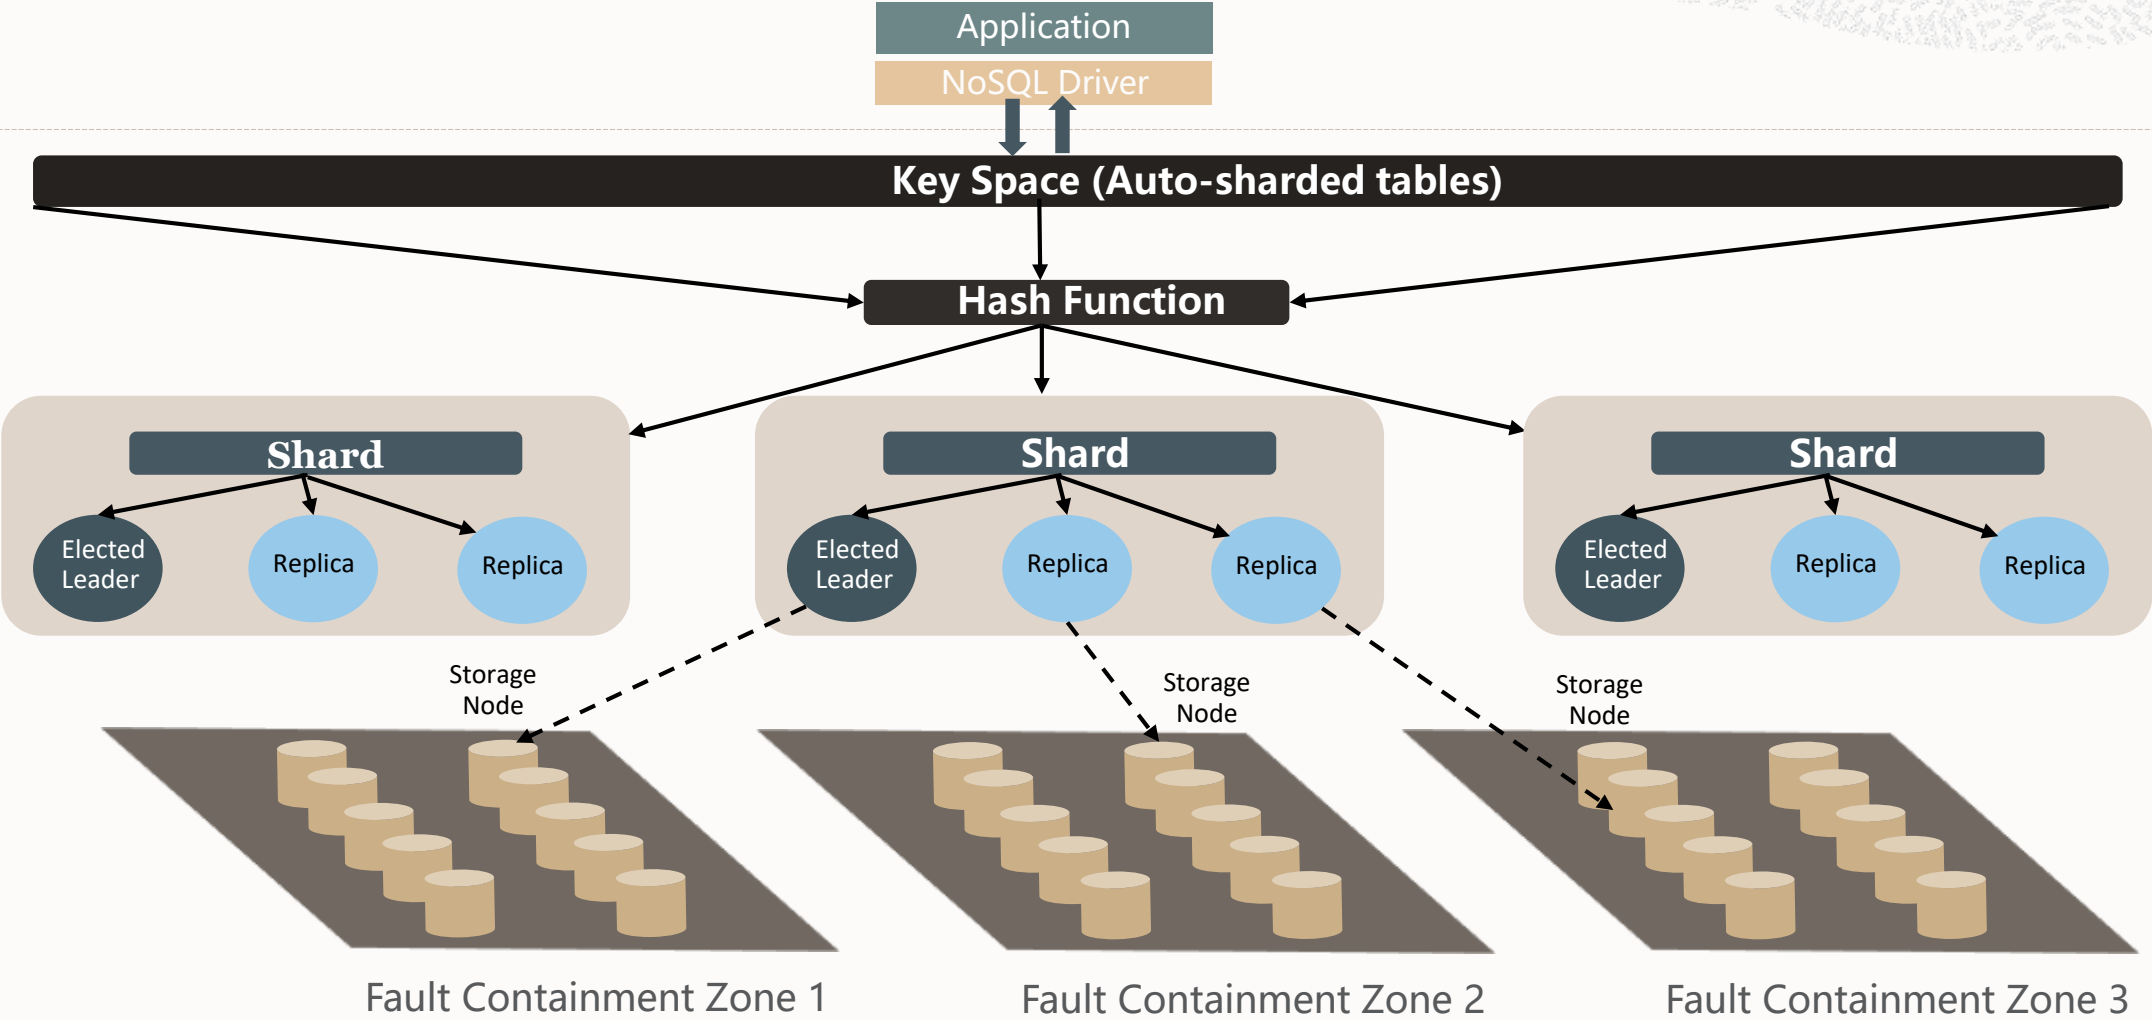 Application
NoSQL Driver
Key Space (Auto-sharded tables)
Hash Function
Shard
Shard
Shard
Elected
Leader
Replica
Replica
Elected
Leader
Replica
Replica
Elected
Leader
Replica
Replica
Storage
Node
Storage
Node
Storage
Node
Fault Containment Zone 1
Fault Containment Zone 2
Fault Containment Zone 3